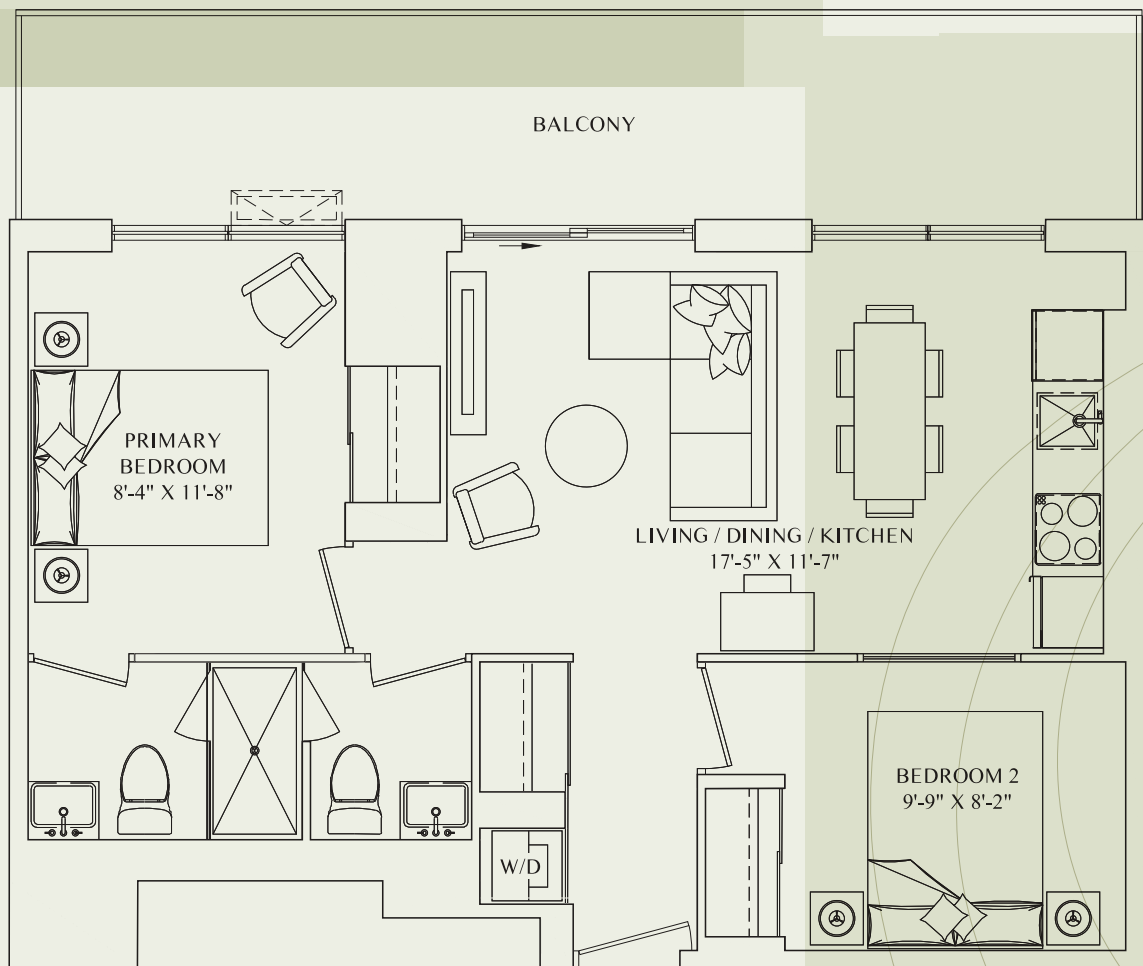 BALCONY
PRIMARY
BEDROOM
8'-4" X 11'-8"
LIVING / DINING / KITCHEN
17'-5" X 11'-7"
BEDROOM 2
9'-9" X 8'-2"
W/D